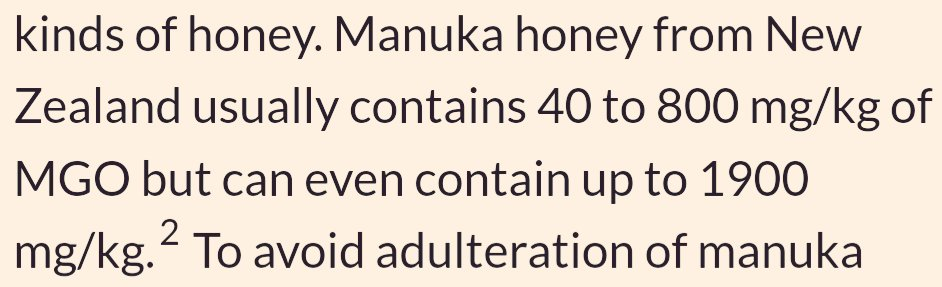 kinds of honey. Manuka honey from New
Zealand usually contains 40 to 800 mg/kg of
MGO but can even contain up to 1900
mg/kg.² To avoid adulteration of manuka